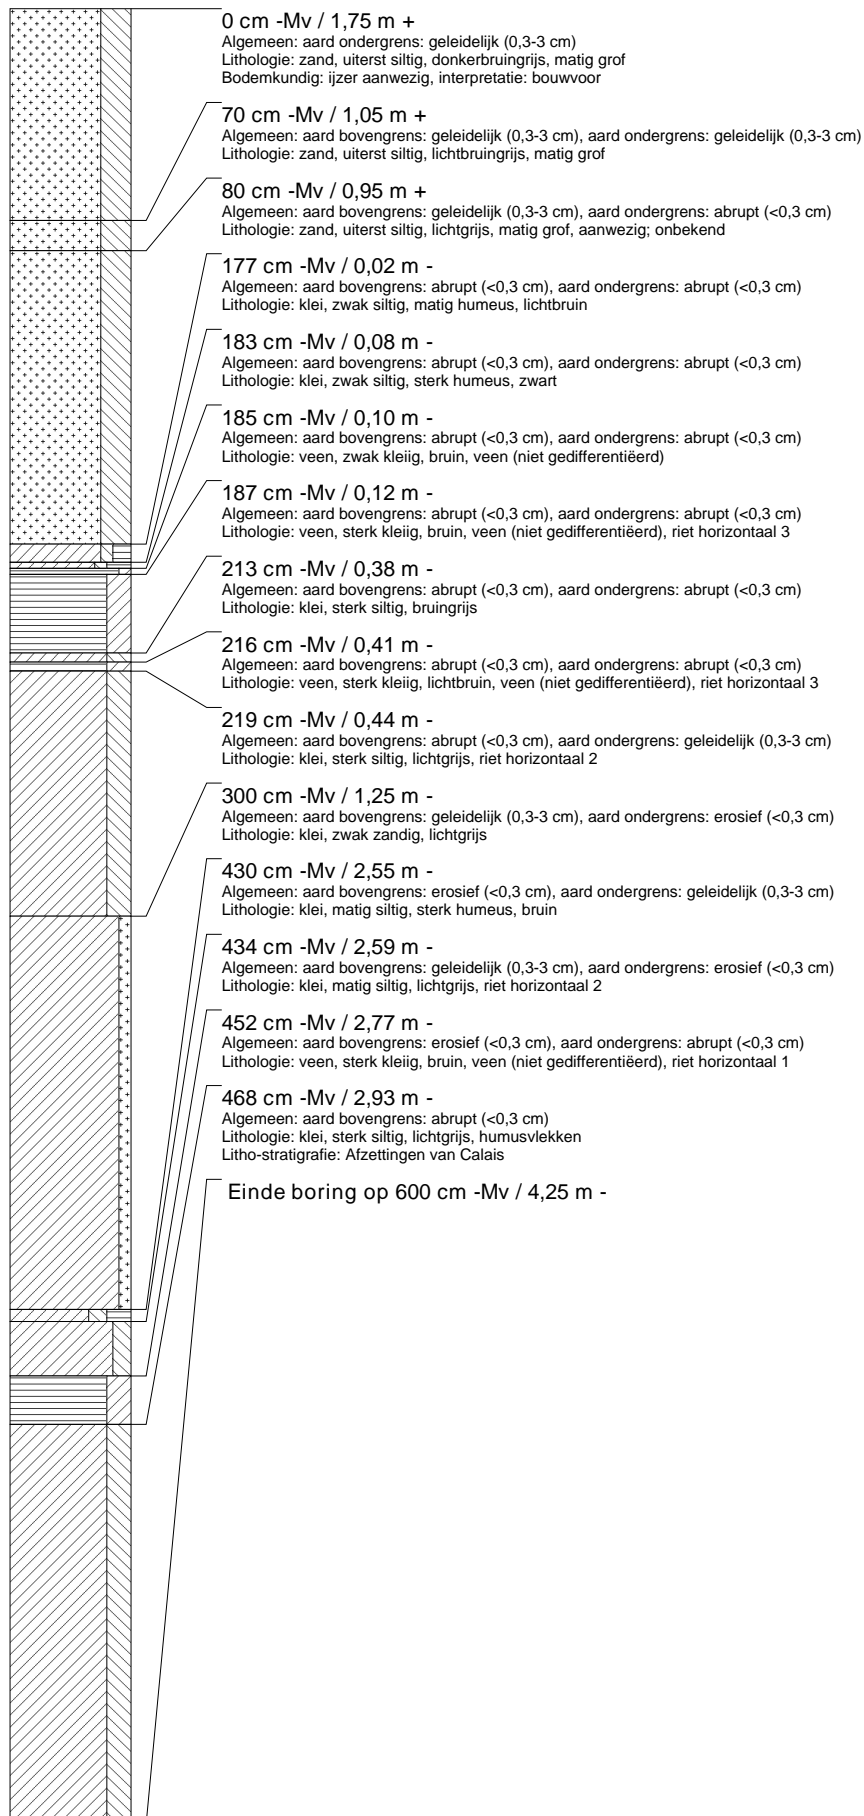 0 cm -Mv / 1,75 m +
Algemeen: aard ondergrens: geleidelijk (0,3-3 cm)
Lithologie: zand, uiterst siltig, donkerbruingrijs, matig grof
Bodemkundig: ijzer aanwezig, interpretatie: bouwvoor
70 cm -Mv / 1,05 m +
Algemeen: aard bovengrens: geleidelijk (0,3-3 cm), aard ondergrens: geleidelijk (0,3-3 cm)
Lithologie: zand, uiterst siltig, lichtbruingrijs, matig grof
80 cm -Mv / 0,95 m +
Algemeen: aard bovengrens: geleidelijk (0,3-3 cm), aard ondergrens: abrupt (<0,3 cm)
Lithologie: zand, uiterst siltig, lichtgrijs, matig grof, aanwezig; onbekend
177 cm -Mv / 0,02 m -
Algemeen: aard bovengrens: abrupt (<0,3 cm), aard ondergrens: abrupt (<0,3 cm)
Lithologie: klei, zwak siltig, matig humeus, lichtbruin
183 cm -Mv / 0,08 m -
Algemeen: aard bovengrens: abrupt (<0,3 cm), aard ondergrens: abrupt (<0,3 cm)
Lithologie: klei, zwak siltig, sterk humeus, zwart
185 cm -Mv / 0,10 m -
Algemeen: aard bovengrens: abrupt (<0,3 cm), aard ondergrens: abrupt (<0,3 cm)
Lithologie: veen, zwak kleiig, bruin, veen (niet gedifferentiëerd)
187 cm -Mv / 0,12 m -
Algemeen: aard bovengrens: abrupt (<0,3 cm), aard ondergrens: abrupt (<0,3 cm)
Lithologie: veen, sterk kleiig, bruin, veen (niet gedifferentiëerd), riet horizontaal 3
213 cm -Mv / 0,38 m -
Algemeen: aard bovengrens: abrupt (<0,3 cm), aard ondergrens: abrupt (<0,3 cm)
Lithologie: klei, sterk siltig, bruingrijs
216 cm -Mv / 0,41 m -
Algemeen: aard bovengrens: abrupt (<0,3 cm), aard ondergrens: abrupt (<0,3 cm)
Lithologie: veen, sterk kleiig, lichtbruin, veen (niet gedifferentiëerd), riet horizontaal 3
219 cm -Mv / 0,44 m -
Algemeen: aard bovengrens: abrupt (<0,3 cm), aard ondergrens: geleidelijk (0,3-3 cm)
Lithologie: klei, sterk siltig, lichtgrijs, riet horizontaal 2
300 cm -Mv / 1,25 m -
Algemeen: aard bovengrens: geleidelijk (0,3-3 cm), aard ondergrens: erosief (<0,3 cm)
Lithologie: klei, zwak zandig, lichtgrijs
430 cm -Mv / 2,55 m -
Algemeen: aard bovengrens: erosief (<0,3 cm), aard ondergrens: geleidelijk (0,3-3 cm)
Lithologie: klei, matig siltig, sterk humeus, bruin
434 cm -Mv / 2,59 m -
Algemeen: aard bovengrens: geleidelijk (0,3-3 cm), aard ondergrens: erosief (<0,3 cm)
Lithologie: klei, matig siltig, lichtgrijs, riet horizontaal 2
452 cm -Mv / 2,77 m -
Algemeen: aard bovengrens: erosief (<0,3 cm), aard ondergrens: abrupt (<0,3 cm)
Lithologie: veen, sterk kleiig, bruin, veen (niet gedifferentiëerd), riet horizontaal 1
468 cm -Mv / 2,93 m -
Algemeen: aard bovengrens: abrupt (<0,3 cm)
Lithologie: klei, sterk siltig, lichtgrijs, humusvlekken
Litho-stratigrafie: Afzettingen van Calais
Einde boring op 600 cm -Mv / 4,25 m -